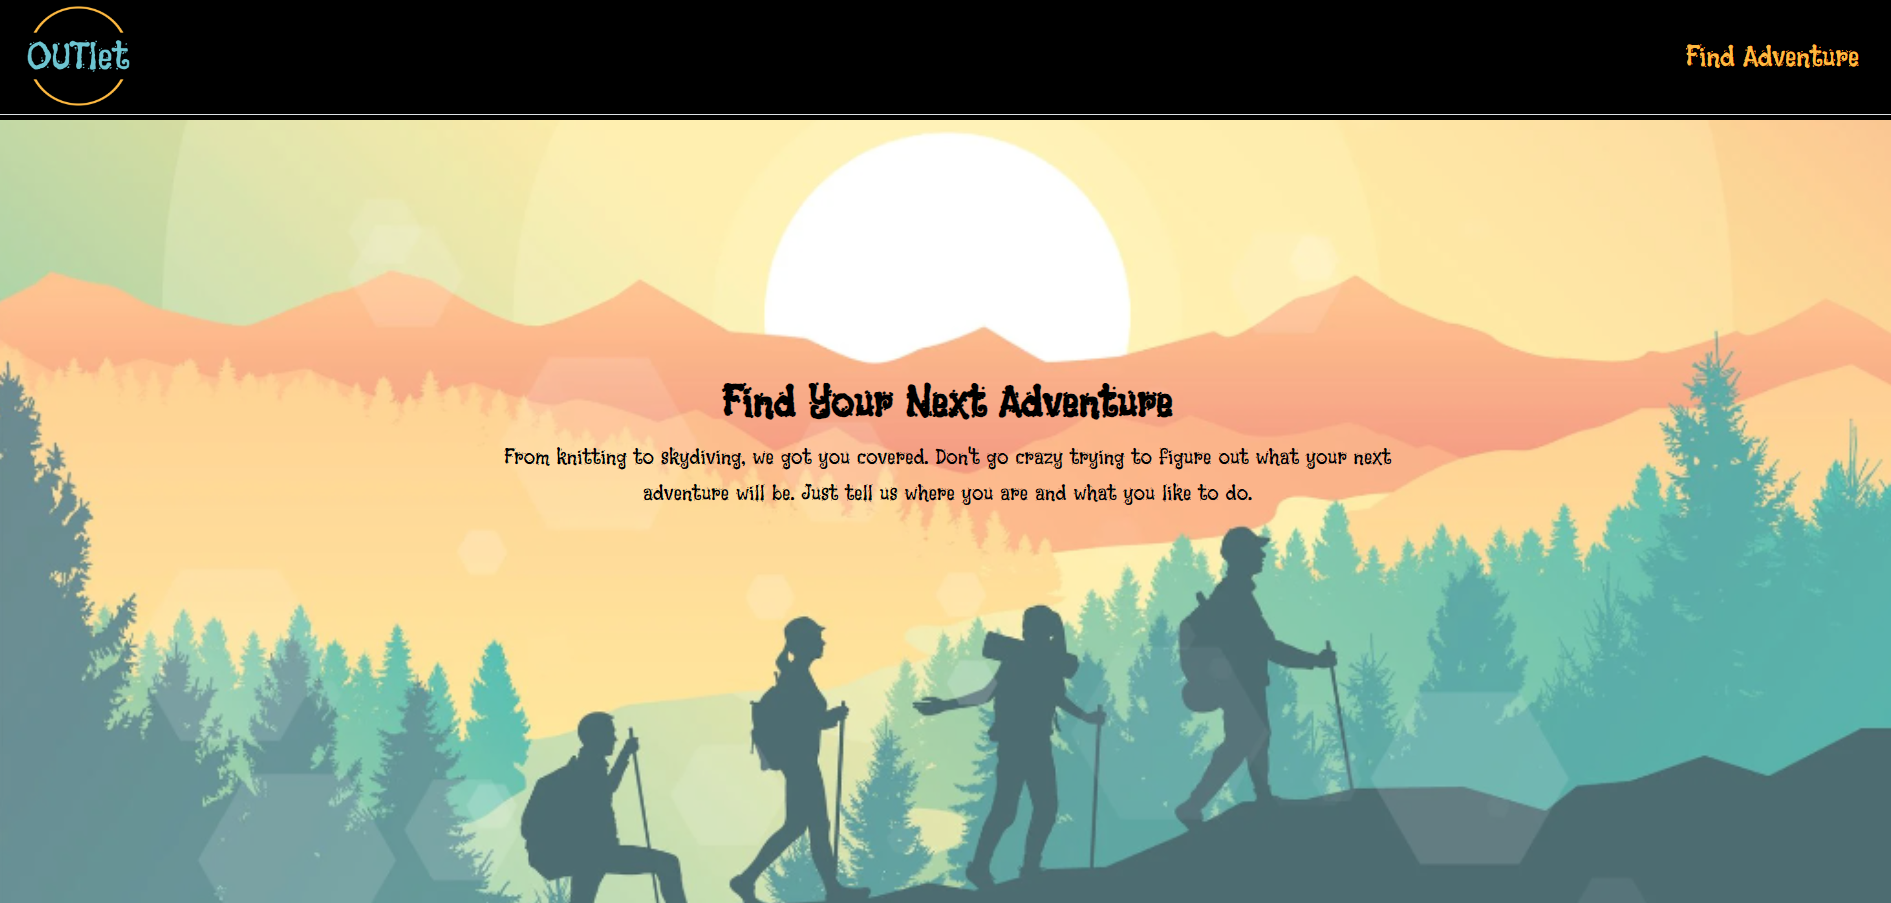 OUTlet
Find Adventure
Find Your Next Adventure
From knitting to skydiving, we got you covered. Don't go crazy trying to figure out what your next
adventure will be. Just tell us where you are and what you like to do.